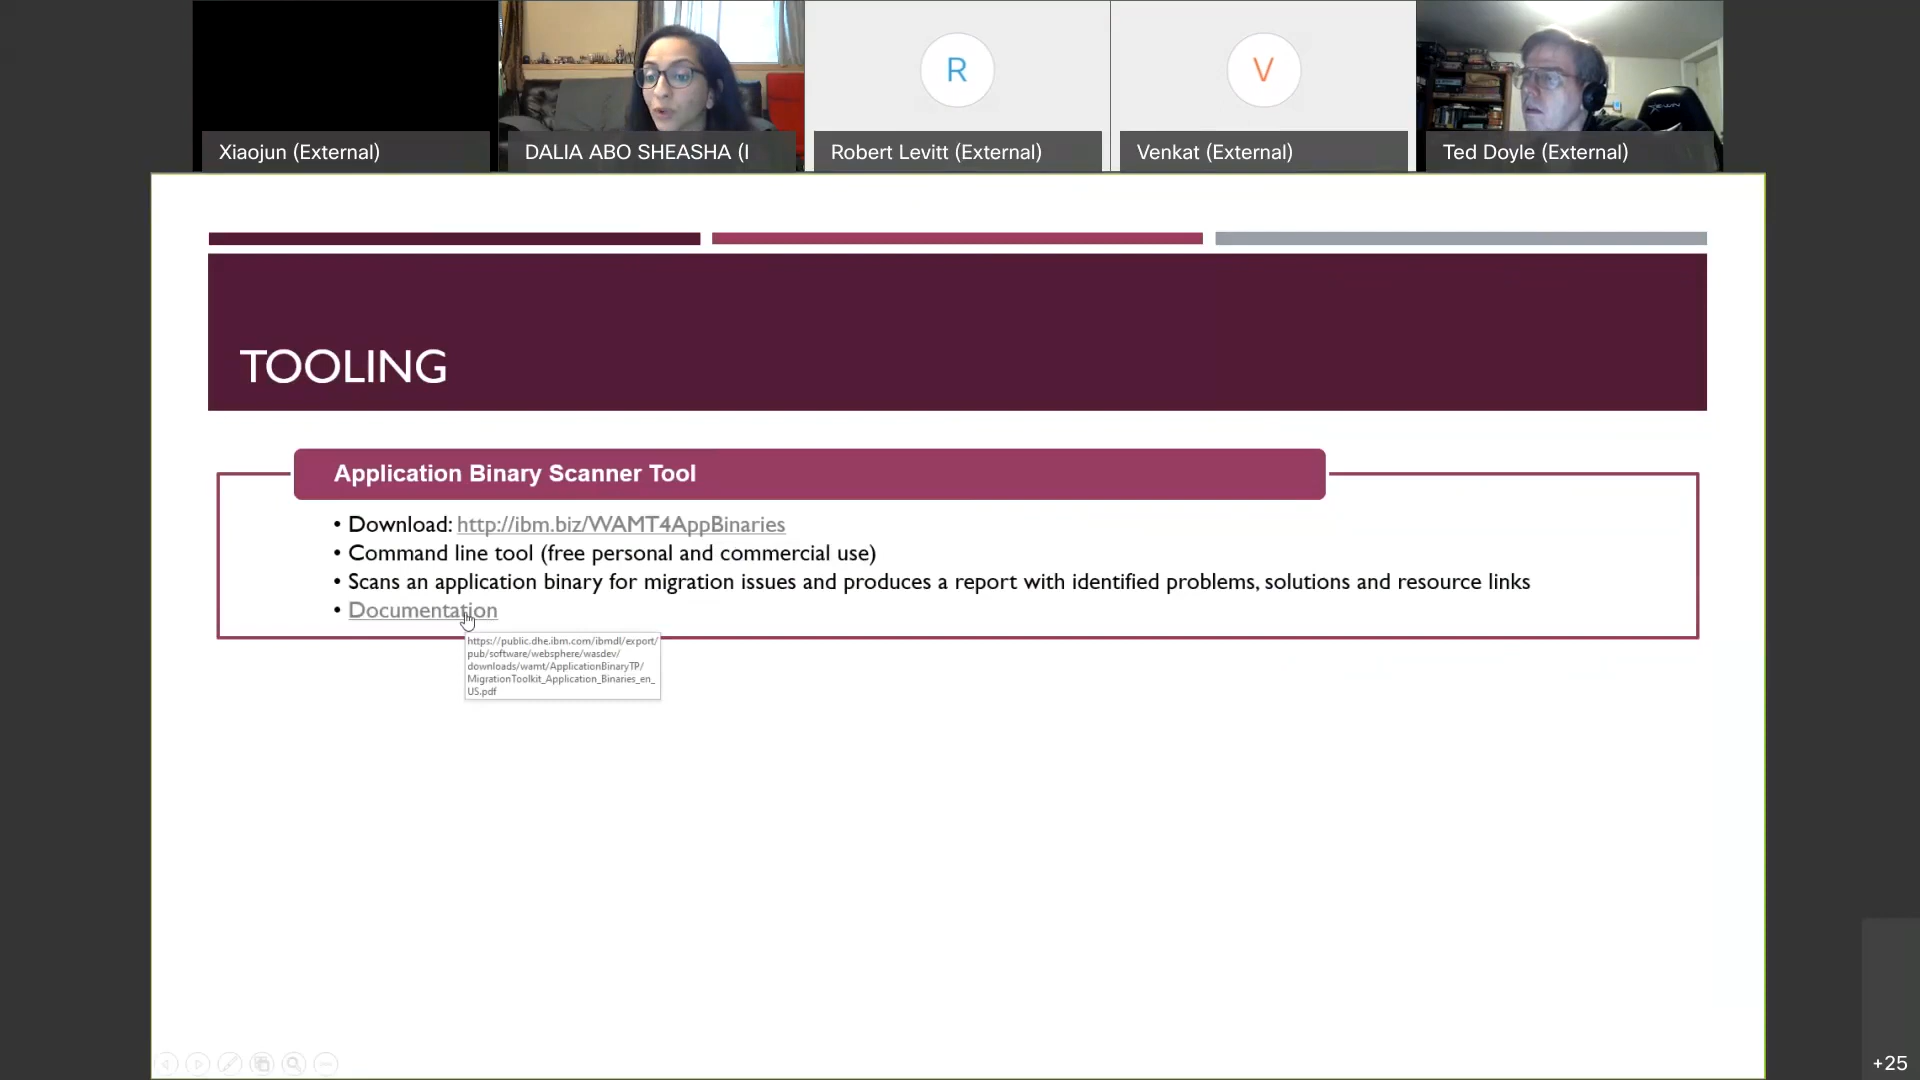 R
V
Xiaojun (External)
DALIA ABO SHEASHA (I
Robert Levitt (External)
Venkat (External)
Ted Doyle (External)
TOOLING
Application Binary Scanner Tool
• Download: http://ibm.biz/WAMT4AppBinaries
• Command line tool (free personal and commercial use)
• Scans an application binary for migration issues and produces a report with identified problems, solutions and resource links
• Documentation
https://public.dhe.ibm.com/ibmdl/export/
pub/software/websphere/wasdev/
downloads/wamt/ApplicationBinaryTP/
MigrationToolkit_Application_Binaries_en_
US.pdf
+25